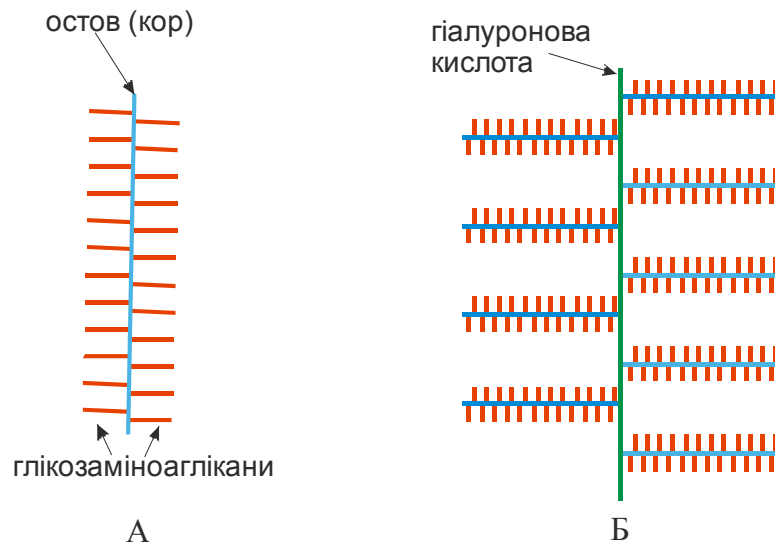 остов (кор)
гіалуронова
кислота
глікозаміноаглікани
А
Б